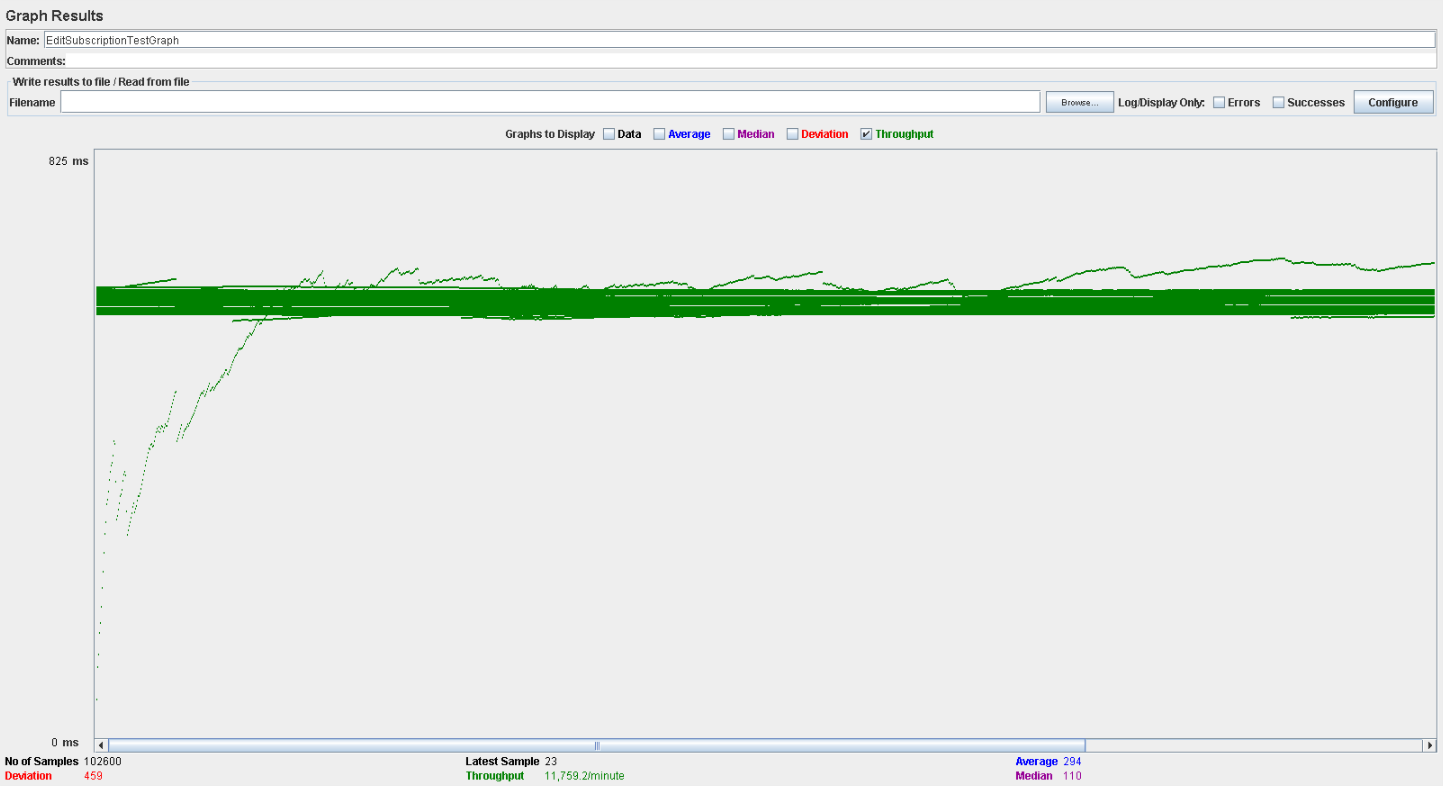 Graph Results
Name: EditSubscriptionTestGraph
Comments:
Write results to file / Read from file
Filename Browse... Log/Display Only: Errors Successes Configure
Graphs to Display Data Average Median Deviation Throughput
825 ms
0 ms
No of Samples 102600 Latest Sample 23 Average 294
Deviation 459 Throughput 11,759.2/minute Median 110